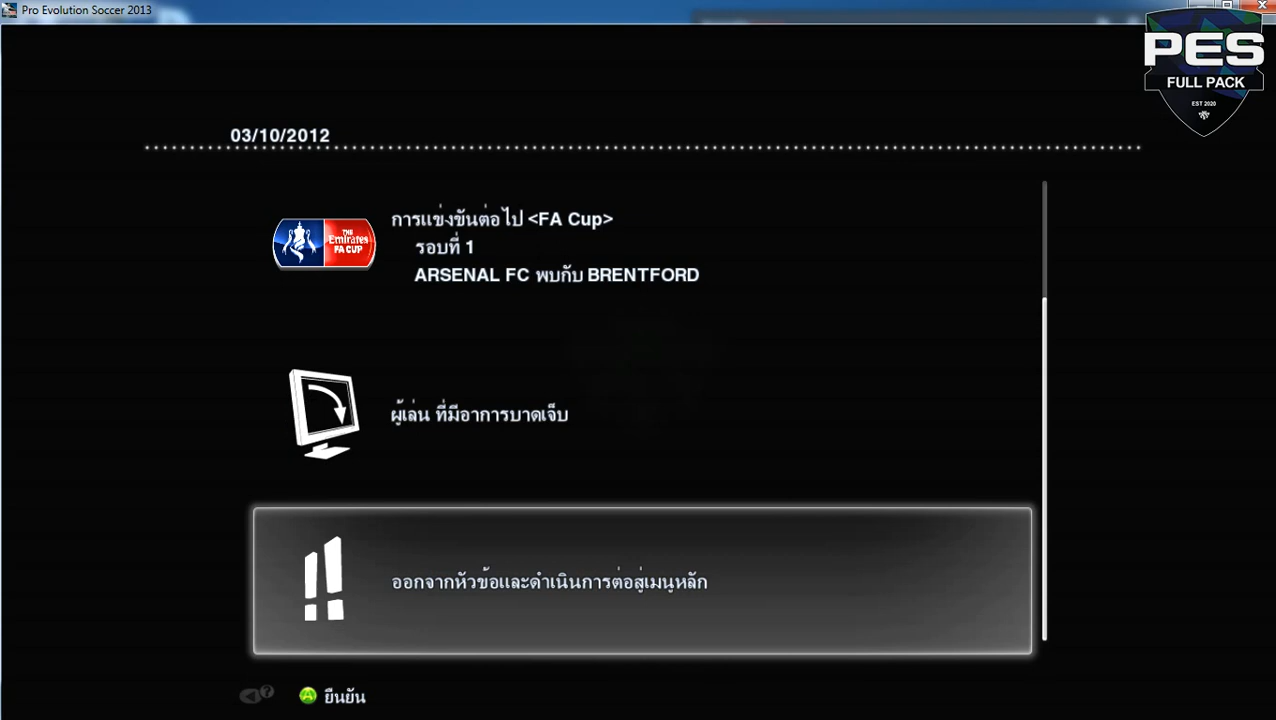 Pro Evolution Soccer 2013
PES
FULL PACK
EST 2020
03/10/2012
การแข่งขันต่อไป <FA Cup>
รอบที่ 1
ARSENAL FC พบกับ BRENTFORD
THE
Emirates
FA CUP
ผู้เล่น ที่มีอาการบาดเจ็บ
!!
ออกจากหัวข้อและดำเนินการต่อสู่เมนูหลัก
? A ยืนยัน